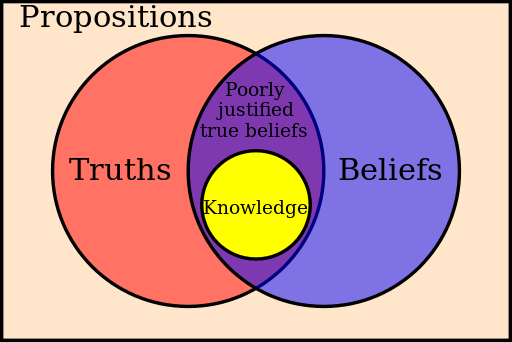 Propositions
Poorly
justified
true beliefs
Truths
Beliefs
Knowledge